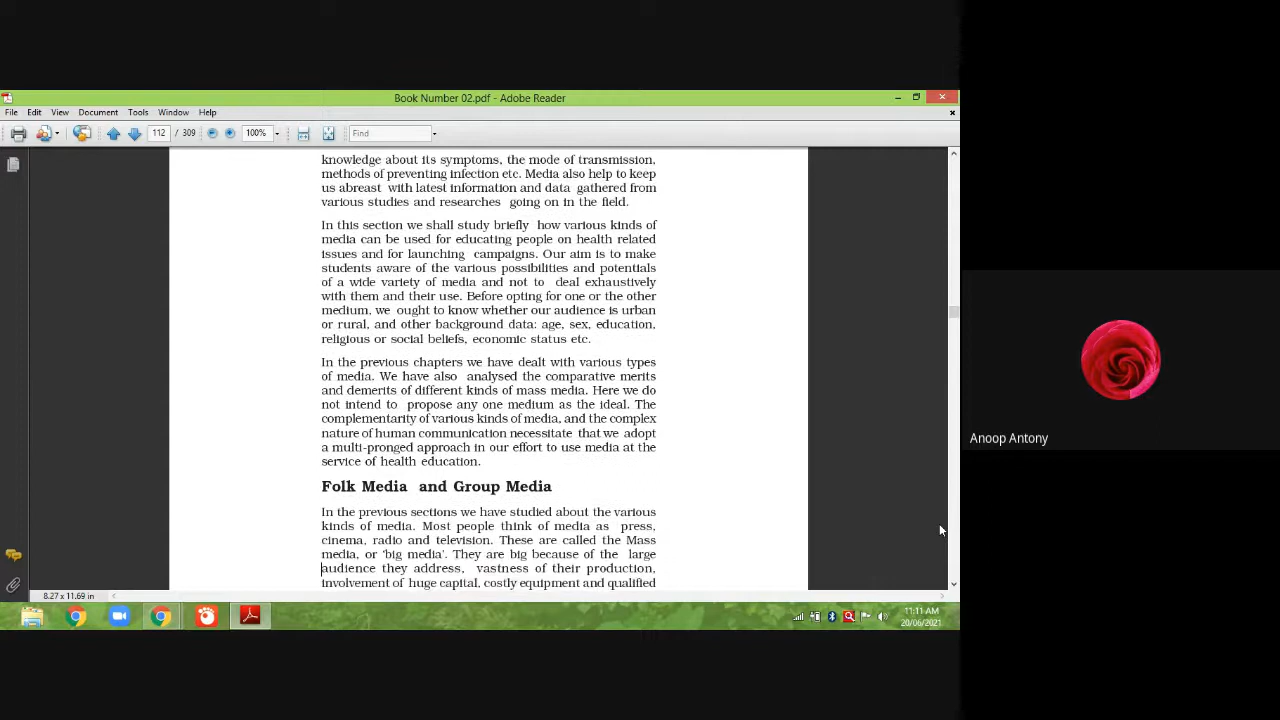 Book Number 02.pdf - Adobe Reader
File Edit View Document Tools Window Help
112 / 309 100% Find
knowledge about its symptoms, the mode of transmission,
methods of preventing infection etc. Media also help to keep
us abreast with latest information and data gathered from
various studies and researches going on in the field.
In this section we shall study briefly how various kinds of
media can be used for educating people on health related
issues and for launching campaigns. Our aim is to make
students aware of the various possibilities and potentials
of a wide variety of media and not to deal exhaustively
with them and their use. Before opting for one or the other
medium, we ought to know whether our audience is urban
or rural, and other background data: age, sex, education,
religious or social beliefs, economic status etc.
In the previous chapters we have dealt with various types
of media. We have also analysed the comparative merits
and demerits of different kinds of mass media. Here we do
not intend to propose any one medium as the ideal. The
complementarity of various kinds of media, and the complex
nature of human communication necessitate that we adopt
a multi-pronged approach in our effort to use media at the
service of health education.
Folk Media and Group Media
In the previous sections we have studied about the various
kinds of media. Most people think of media as press,
cinema, radio and television. These are called the Mass
media, or 'big media'. They are big because of the large
audience they address, vastness of their production,
involvement of huge capital, costly equipment and qualified
8.27 x 11.69 in
11:11 AM
20/06/2021
Anoop Antony